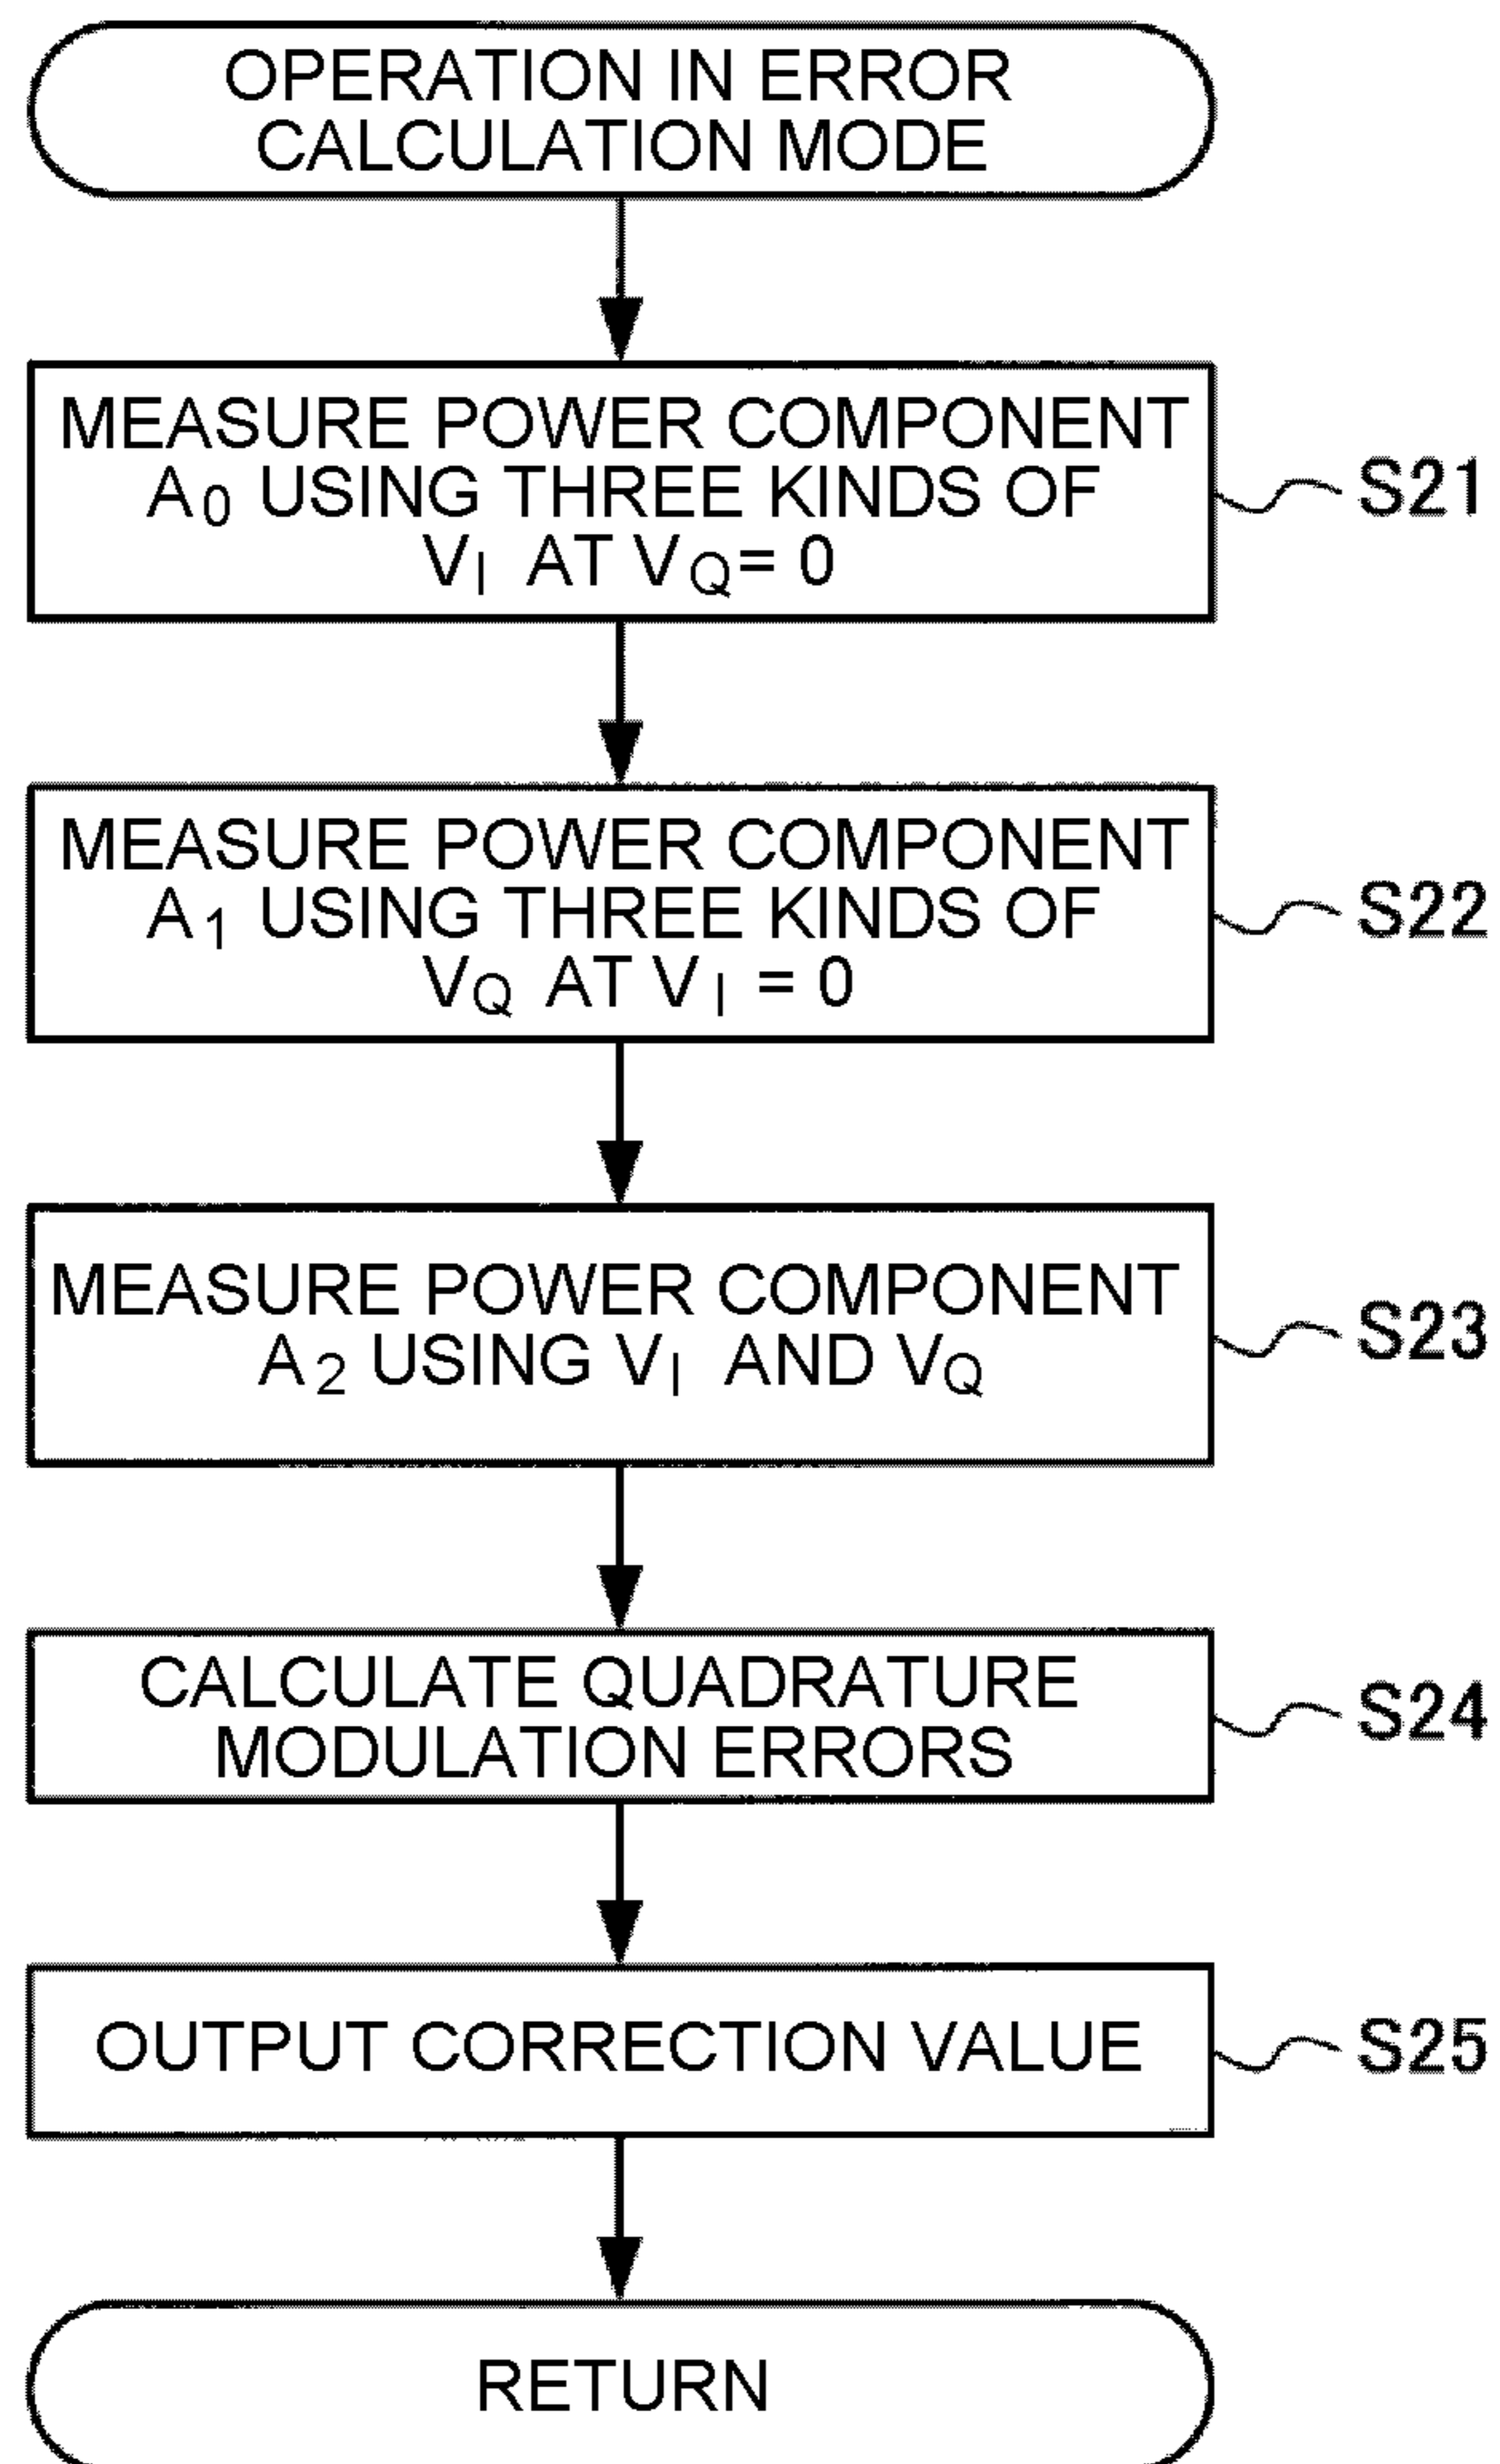 OPERATION IN ERROR
CALCULATION MODE
MEASURE POWER COMPONENT
A0 USING THREE KINDS OF
VI AT VQ= 0
S21
MEASURE POWER COMPONENT
A1 USING THREE KINDS OF
VQ AT VI = 0
S22
MEASURE POWER COMPONENT
A2 USING VI AND VQ
S23
CALCULATE QUADRATURE
MODULATION ERRORS
S24
OUTPUT CORRECTION VALUE
S25
RETURN